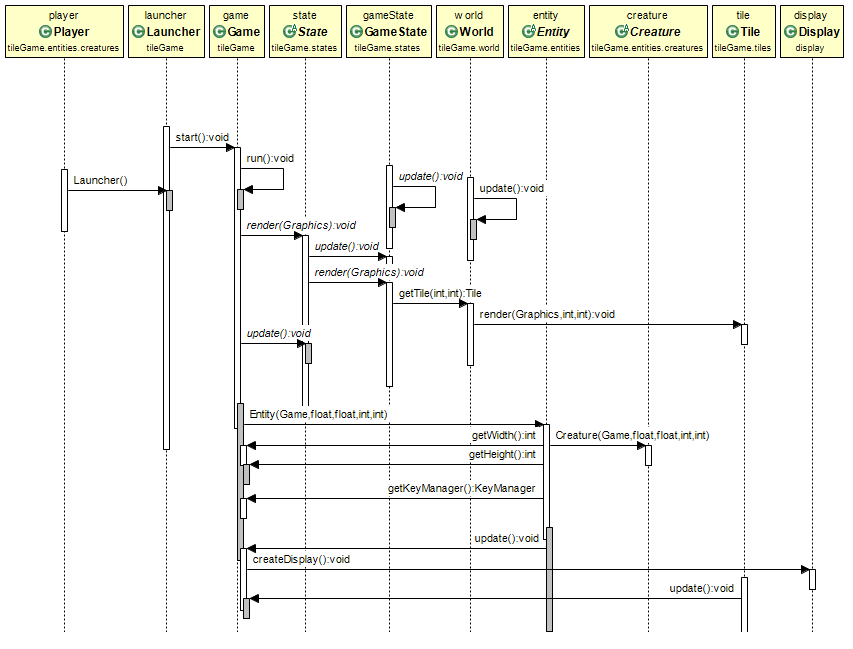 player
launcher
game
state
gameState
world
entity
creature
tile
display
C Player
C Launcher
C Game
C A State
C GameState
C World
C A Entity
C A Creature
C Tile
C Display
tileGame.entities.creatures
tileGame
tileGame
tileGame.states
tileGame.states
tileGame.world
tileGame.entities
tileGame.entities.creatures
tileGame.tiles
display
start():void
run():void
Launcher()
update():void
update():void
render(Graphics):void
update():void
render(Graphics):void
getTile(int,int):Tile
render(Graphics,int,int):void
update():void
Entity(Game,float,float,int,int)
getWidth():int
Creature(Game,float,float,int,int)
getHeight():int
getKeyManager():KeyManager
update():void
createDisplay():void
update():void